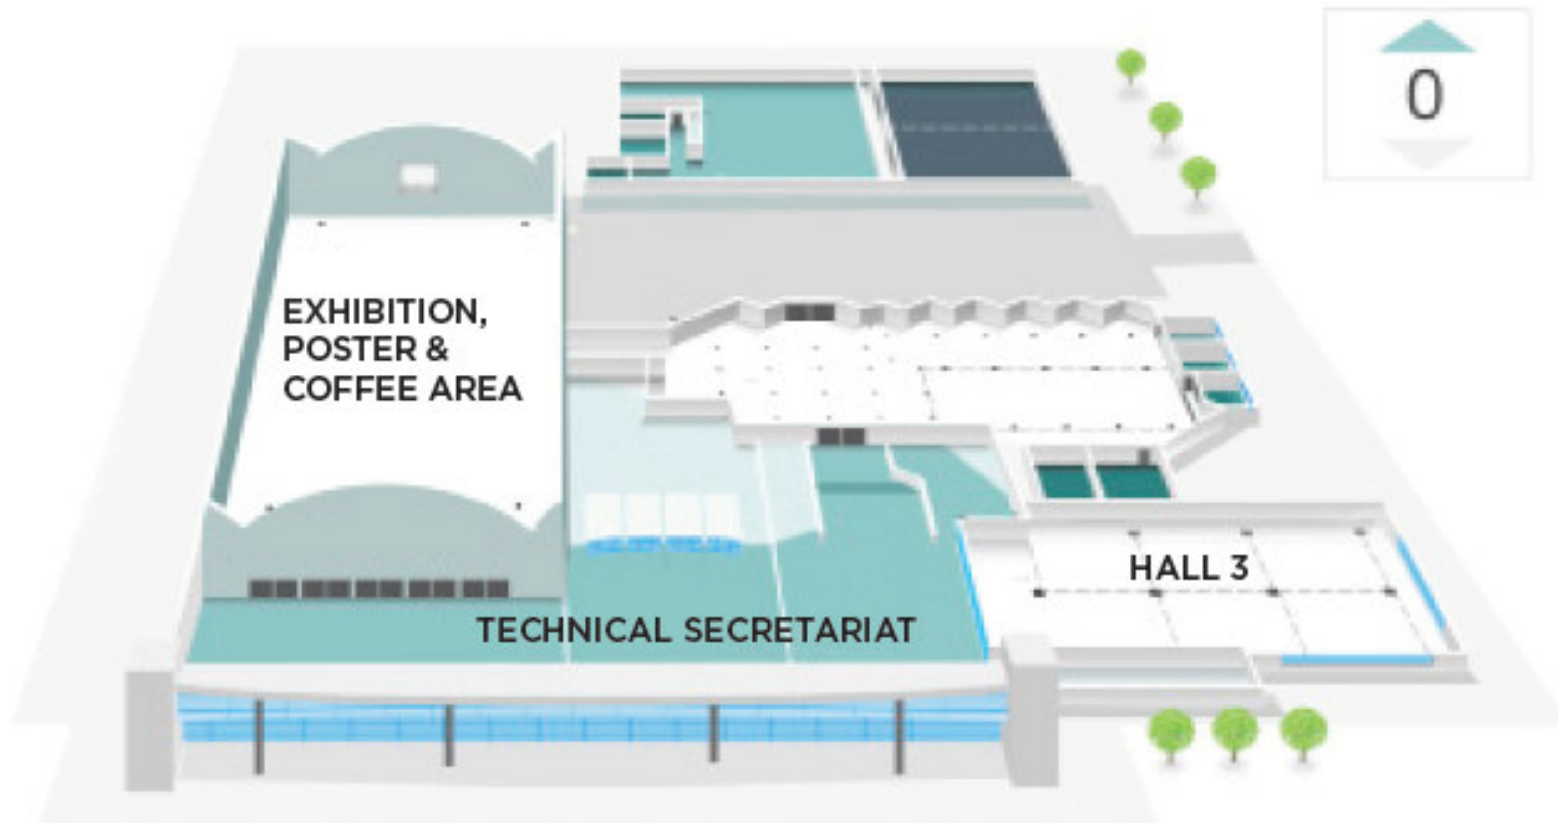 0
EXHIBITION,
POSTER &
COFFEE AREA
HALL 3
TECHNICAL SECRETARIAT